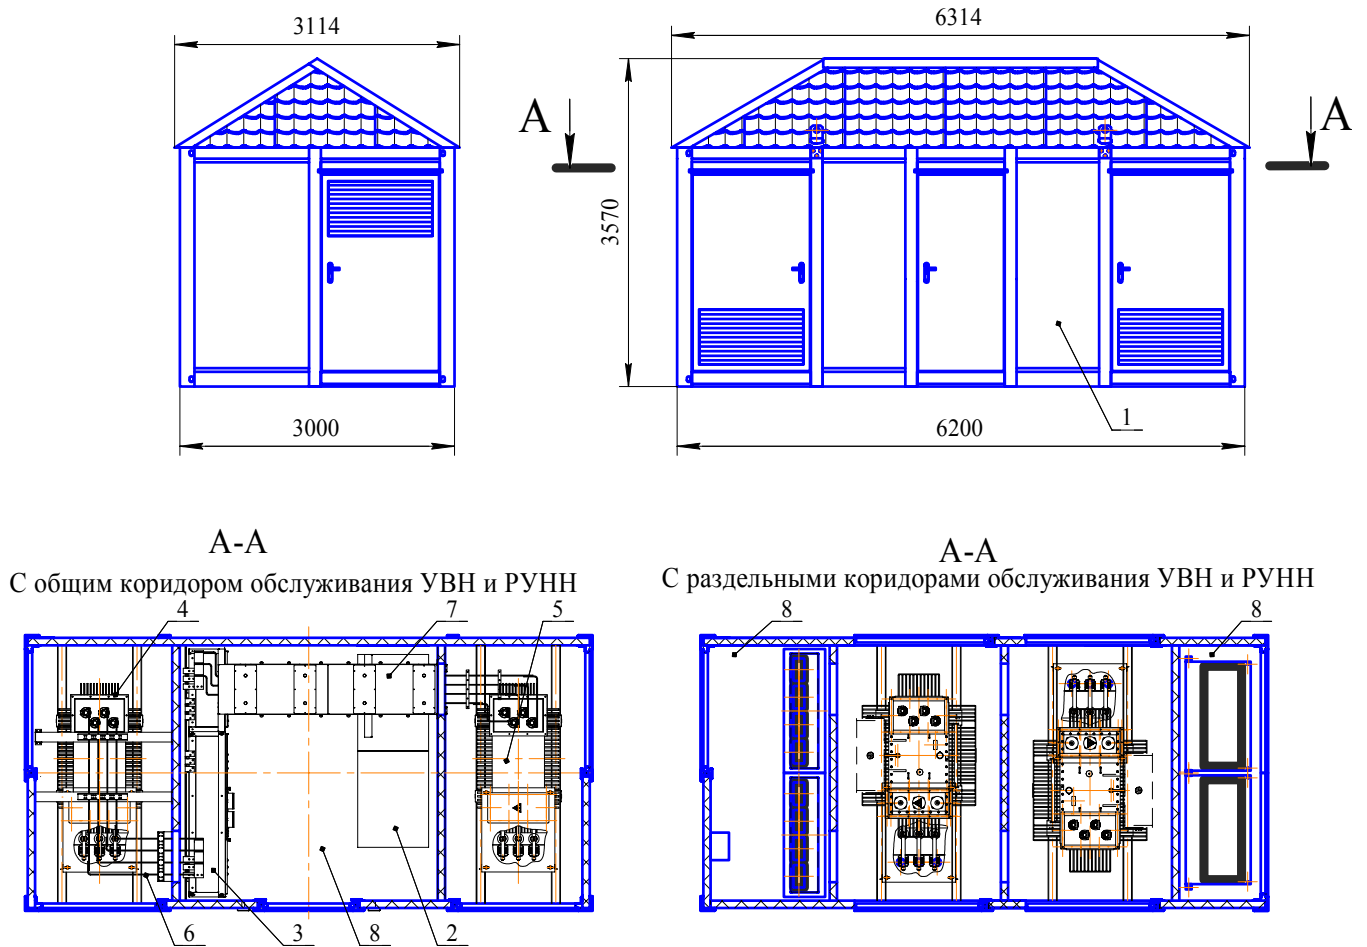 3114
6314
А
А
3570
1
3000
6200
А-А
А-А
С общим коридором обслуживания УВН и РУНН
С раздельными коридорами обслуживания УВН и РУНН
4
7
5
8
8
6
3
8
2